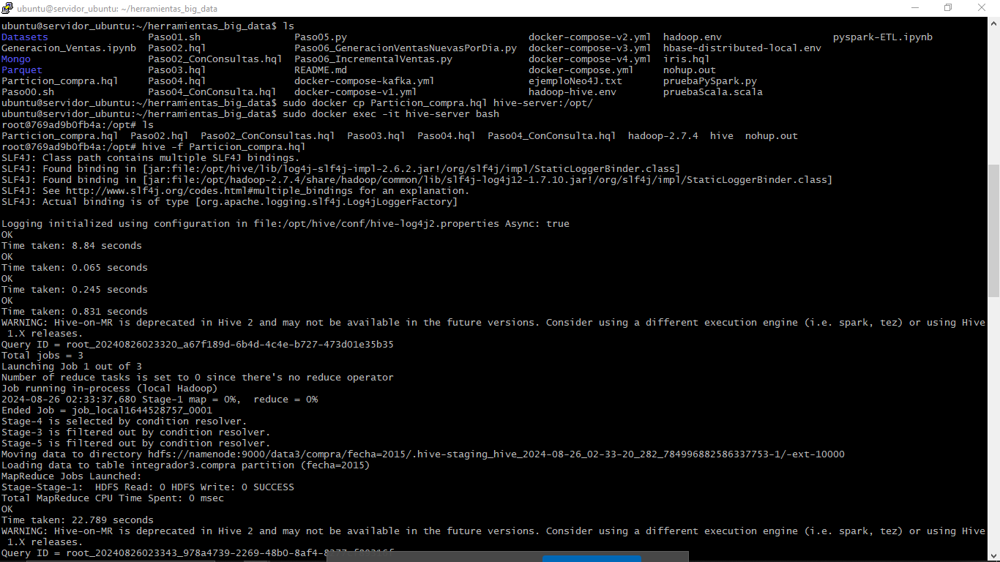 ubuntu@servidor_ubuntu: ~/herramientas_big_data
ubuntu@servidor_ubuntu:~/herramientas_big_data$ ls
Datasets Paso01.sh Paso05.py docker-compose-v2.yml hadoop.env pyspark-ETL.ipynb
Generacion_Ventas.ipynb Paso02.hql Paso06_GeneracionVentasNuevasPorDia.py docker-compose-v3.yml hbase-distributed-local.env
Mongo Paso02_ConConsultas.hql Paso06_IncrementalVentas.py docker-compose-v4.yml iris.hql
Parquet Paso03.hql README.md docker-compose.yml nohup.out
Particion_compra.hql Paso04.hql docker-compose-kafka.yml ejemploNeo4J.txt pruebaPySpark.py
Paso00.sh Paso04_ConConsulta.hql docker-compose-v1.yml hadoop-hive.env pruebaScala.scala
ubuntu@servidor_ubuntu:~/herramientas_big_data$ sudo docker cp Particion_compra.hql hive-server:/opt/
ubuntu@servidor_ubuntu:~/herramientas_big_data$ sudo docker exec -it hive-server bash
root@769ad9b0fb4a:/opt# ls
Particion_compra.hql Paso02.hql Paso02_ConConsultas.hql Paso03.hql Paso04.hql Paso04_ConConsulta.hql hadoop-2.7.4 hive nohup.out
root@769ad9b0fb4a:/opt# hive -f Particion_compra.hql
SLF4J: Class path contains multiple SLF4J bindings.
SLF4J: Found binding in [jar:file:/opt/hive/lib/log4j-slf4j-impl-2.6.2.jar!/org/slf4j/impl/StaticLoggerBinder.class]
SLF4J: Found binding in [jar:file:/opt/hadoop-2.7.4/share/hadoop/common/lib/slf4j-log4j12-1.7.10.jar!/org/slf4j/impl/StaticLoggerBinder.class]
SLF4J: See http://www.slf4j.org/codes.html#multiple_bindings for an explanation.
SLF4J: Actual binding is of type [org.apache.logging.slf4j.Log4jLoggerFactory]
Logging initialized using configuration in file:/opt/hive/conf/hive-log4j2.properties Async: true
OK
Time taken: 8.84 seconds
OK
Time taken: 0.065 seconds
OK
Time taken: 0.245 seconds
OK
Time taken: 0.831 seconds
WARNING: Hive-on-MR is deprecated in Hive 2 and may not be available in the future versions. Consider using a different execution engine (i.e. spark, tez) or using Hive
1.X releases.
Query ID = root_20240826023320_a67f189d-6b4d-4c4e-b727-473d01e35b35
Total jobs = 3
Launching Job 1 out of 3
Number of reduce tasks is set to 0 since there's no reduce operator
Job running in-process (local Hadoop)
2024-08-26 02:33:37,680 Stage-1 map = 0%, reduce = 0%
Ended Job = job_local1644528757_0001
Stage-4 is selected by condition resolver.
Stage-3 is filtered out by condition resolver.
Stage-5 is filtered out by condition resolver.
Moving data to directory hdfs://namenode:9000/data3/compra/fecha=2015/.hive-staging_hive_2024-08-26_02-33-20_282_784996882586337753-1/-ext-10000
Loading data to table integrador3.compra partition (fecha=2015)
MapReduce Jobs Launched:
Stage-Stage-1: HDFS Read: 0 HDFS Write: 0 SUCCESS
Total MapReduce CPU Time Spent: 0 msec
OK
Time taken: 22.789 seconds
WARNING: Hive-on-MR is deprecated in Hive 2 and may not be available in the future versions. Consider using a different execution engine (i.e. spark, tez) or using Hive
1.X releases.
Query ID =